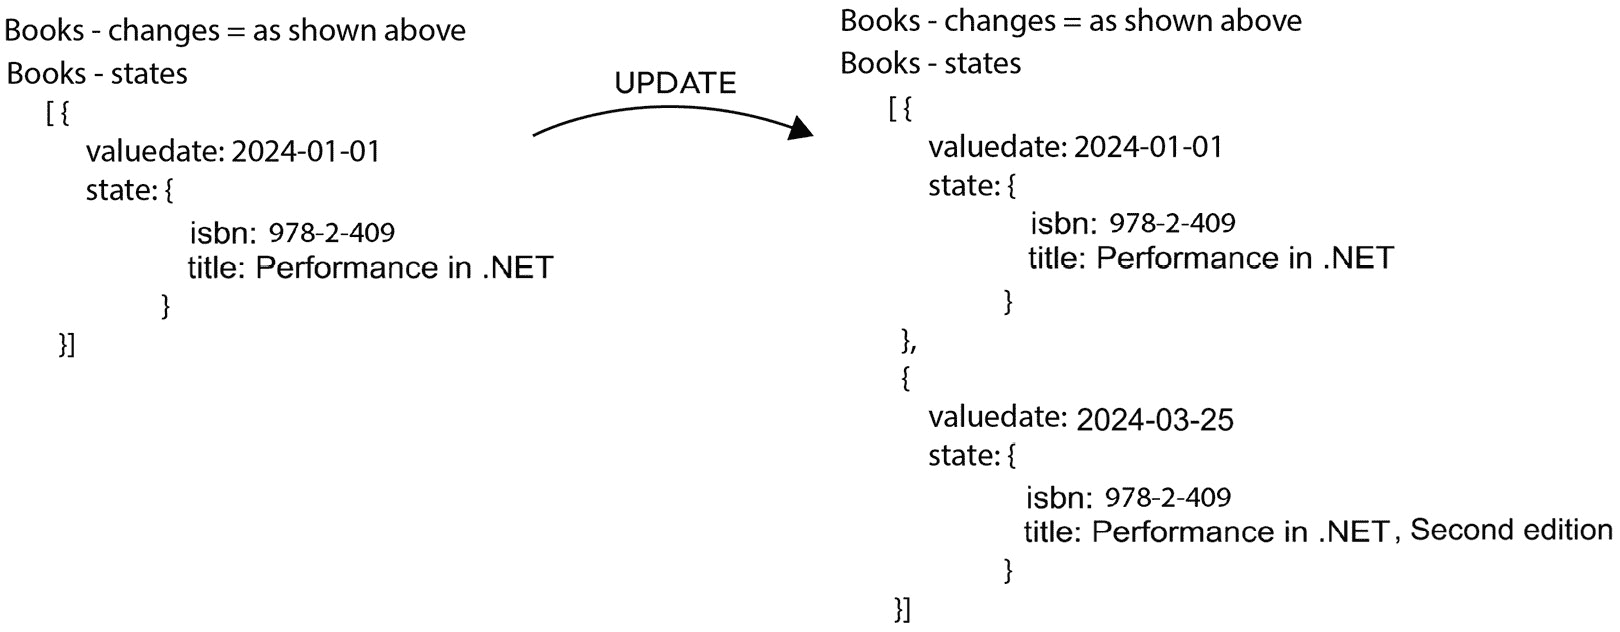 Books - changes = as shown above
Books - states
[ {
valuedate: 2024-01-01
state: {
isbn: 978-2-409
title: Performance in .NET
}
}]
UPDATE
Books - changes = as shown above
Books - states
[ {
valuedate: 2024-01-01
state: {
isbn: 978-2-409
title: Performance in .NET
}
},
{
valuedate: 2024-03-25
state: {
isbn: 978-2-409
title: Performance in .NET, Second edition
}
}]